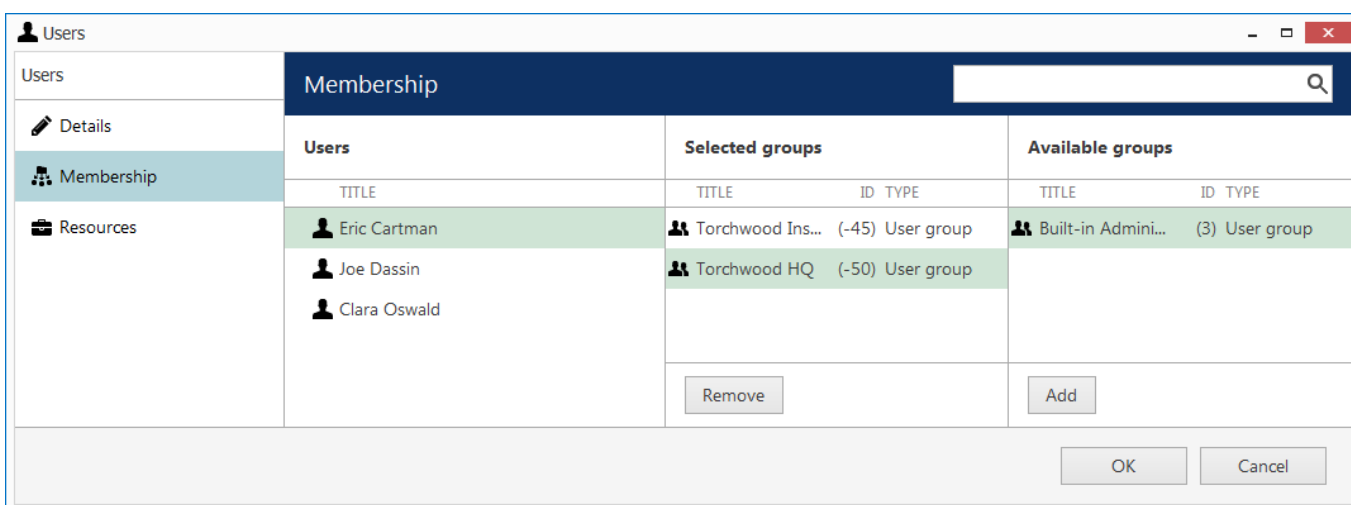 Users
Users
Membership
Details
Membership
Resources
Users
TITLE
Eric Cartman
Joe Dassin
Clara Oswald
Selected groups
TITLE ID TYPE
Torchwood Ins... (-45) User group
Torchwood HQ (-50) User group
Remove
Available groups
TITLE ID TYPE
Built-in Admini... (3) User group
Add
OK Cancel